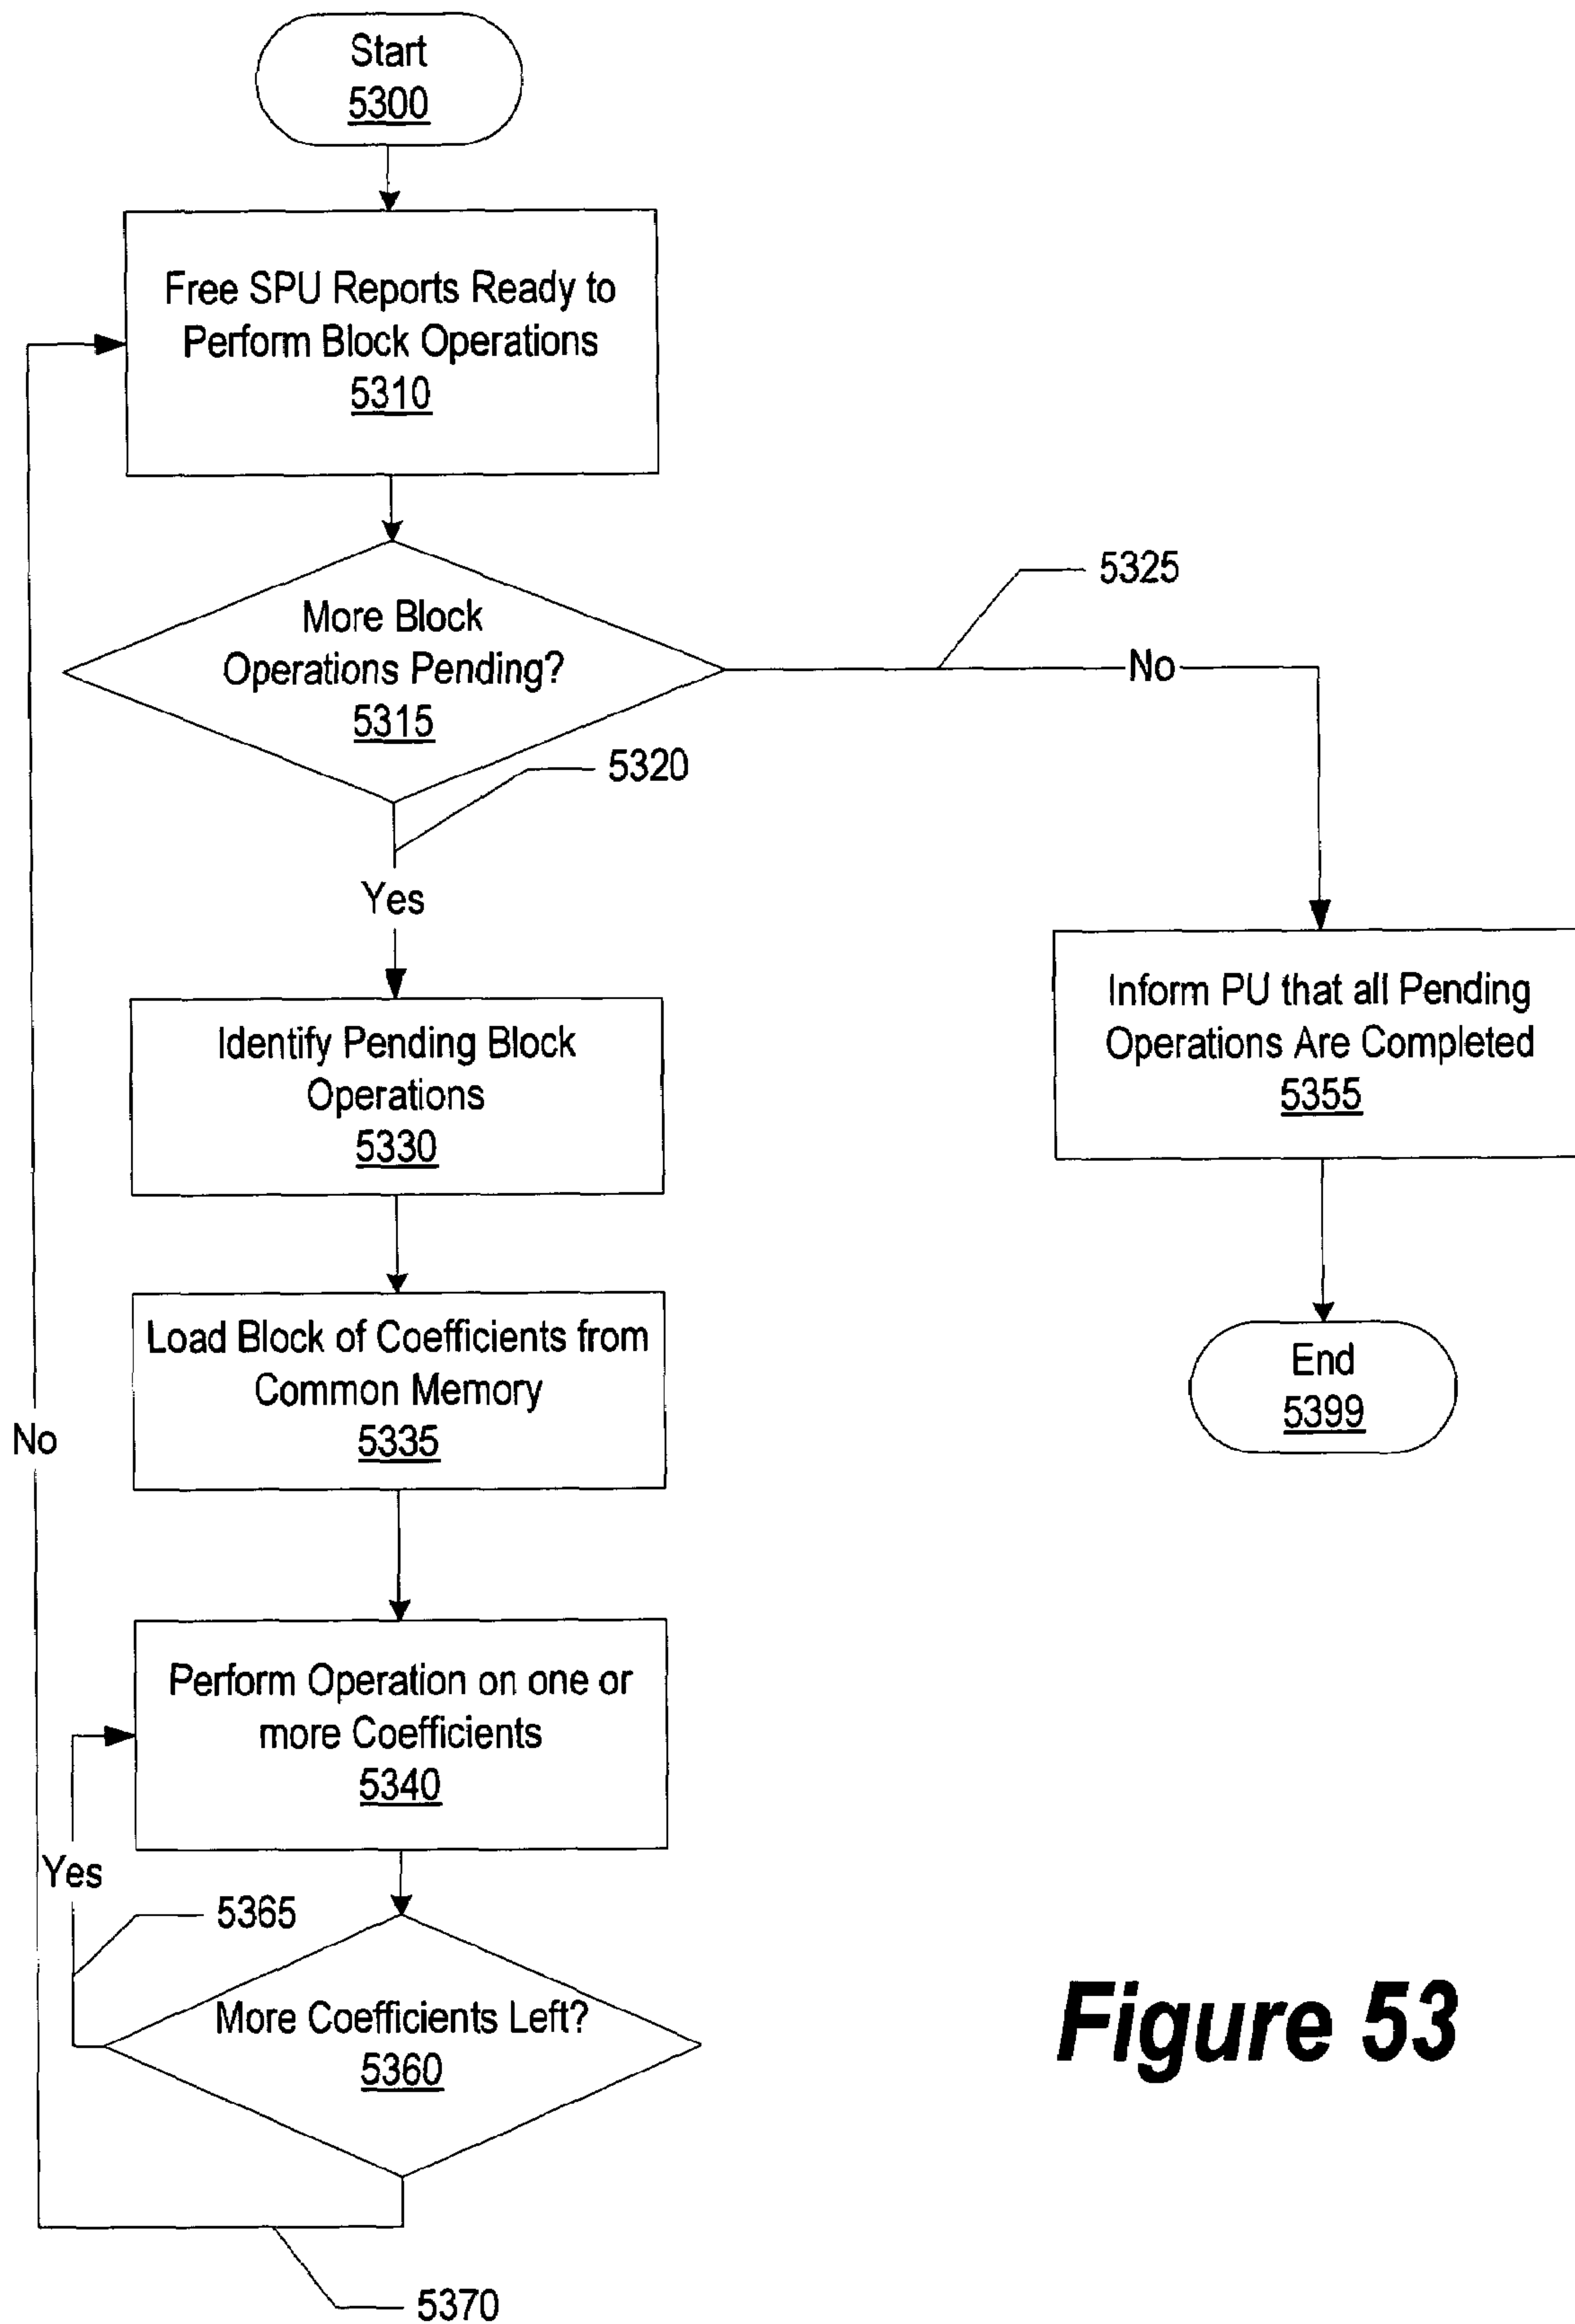 Start
5300
Free SPU Reports Ready to
Perform Block Operations
5310
More Block
Operations Pending?
5315
5325
No
5320
Yes
Identify Pending Block
Operations
5330
Inform PU that all Pending
Operations Are Completed
5355
Load Block of Coefficients from
Common Memory
5335
End
5399
No
Perform Operation on one or
more Coefficients
5340
Yes
5365
More Coefficients Left?
5360
5370
Figure 53